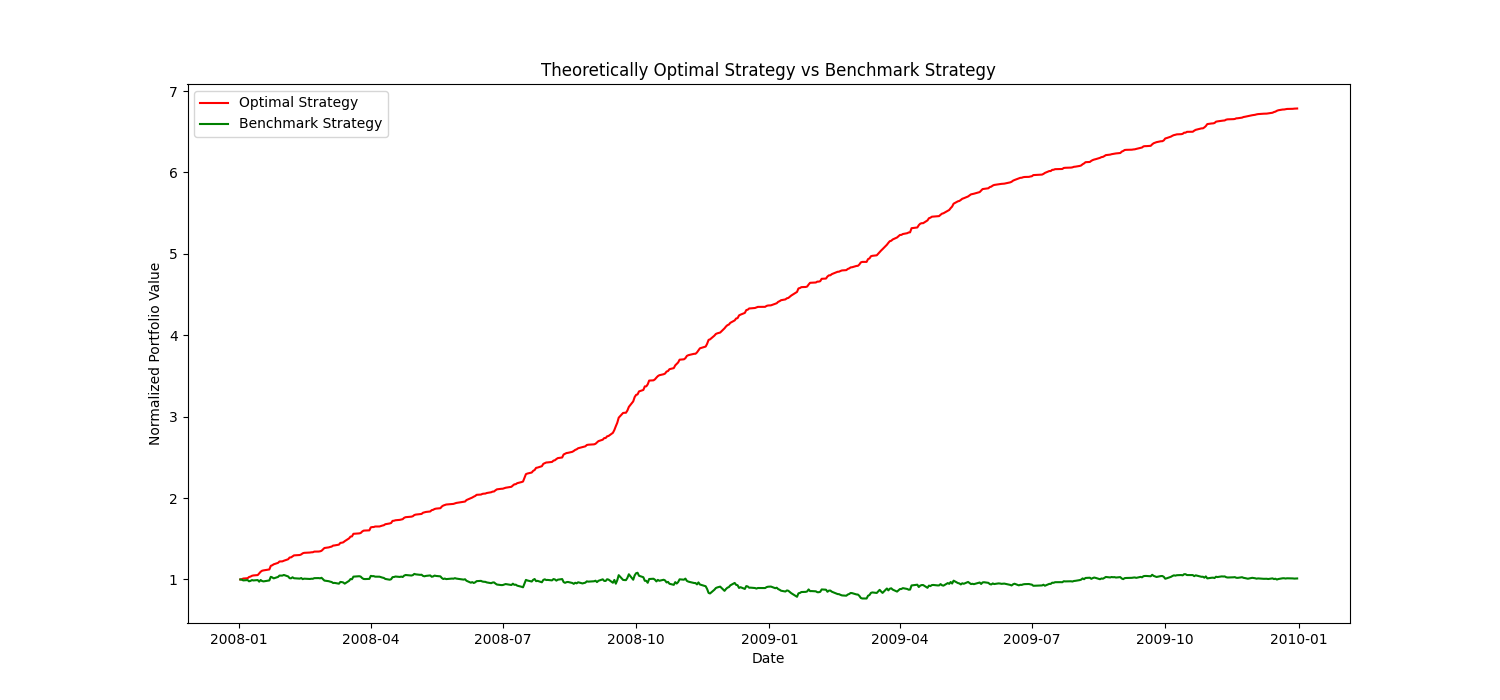 Theoretically Optimal Strategy vs Benchmark Strategy
Optimal Strategy
Benchmark Strategy
Normalized Portfolio Value
7
6
5
4
3
2
1
2008-01 2008-04 2008-07 2008-10 2009-01 2009-04 2009-07 2009-10 2010-01
Date